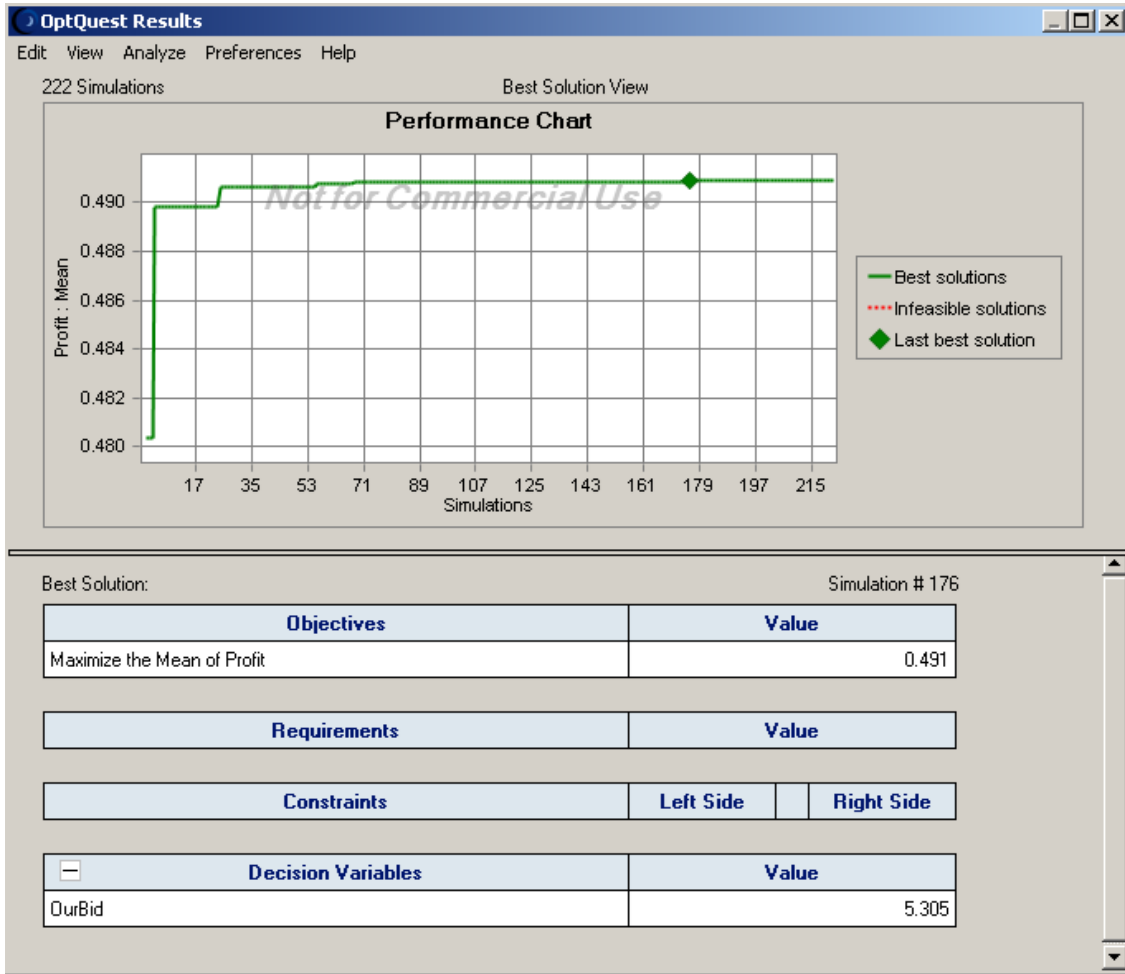 OptQuest Results
Edit View Analyze Preferences Help
222 Simulations Best Solution View
Performance Chart
Not for Commercial Use
Profit : Mean
0.490
0.488
0.486
0.484
0.482
0.480
17 35 53 71 89 107 125 143 161 179 197 215
Simulations
Best solutions
Infeasible solutions
Last best solution
Best Solution: Simulation # 176
Objectives Value
Maximize the Mean of Profit 0.491
Requirements Value
Constraints Left Side Right Side
Decision Variables Value
OurBid 5.305